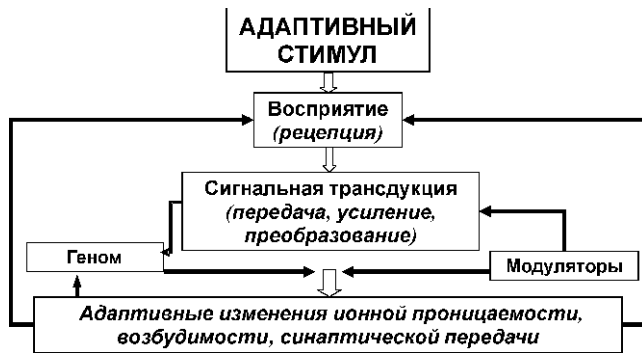 АДАПТИВНЫЙ
СТИМУЛ
Восприятие
(рецепция)
Сигнальная трансдукция
(передача, усиление,
преобразование)
Геном
Модуляторы
Адаптивные изменения ионной проницаемости,
возбудимости, синаптической передачи